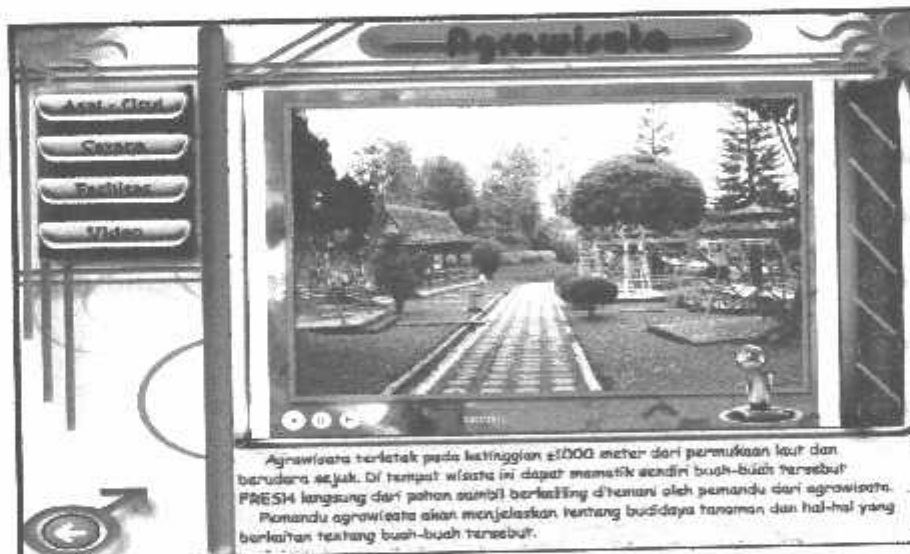 Agrowisata
Asal - Usul
Sarana
Fasilitas
Video
Agrowisata terletak pada ketinggian ±1000 meter dari permukaan laut dan
berudara sejuk. Di tempat wisata ini dapat memetik sendiri buah-buah tersebut
FRESH langsung dari pohon sambil berkeliling ditemani oleh pemandu dari agrowisata.
Pemandu agrowisata akan menjelaskan tentang budidaya tanaman dan hal-hal yang
berkaitan tentang buah-buah tersebut.